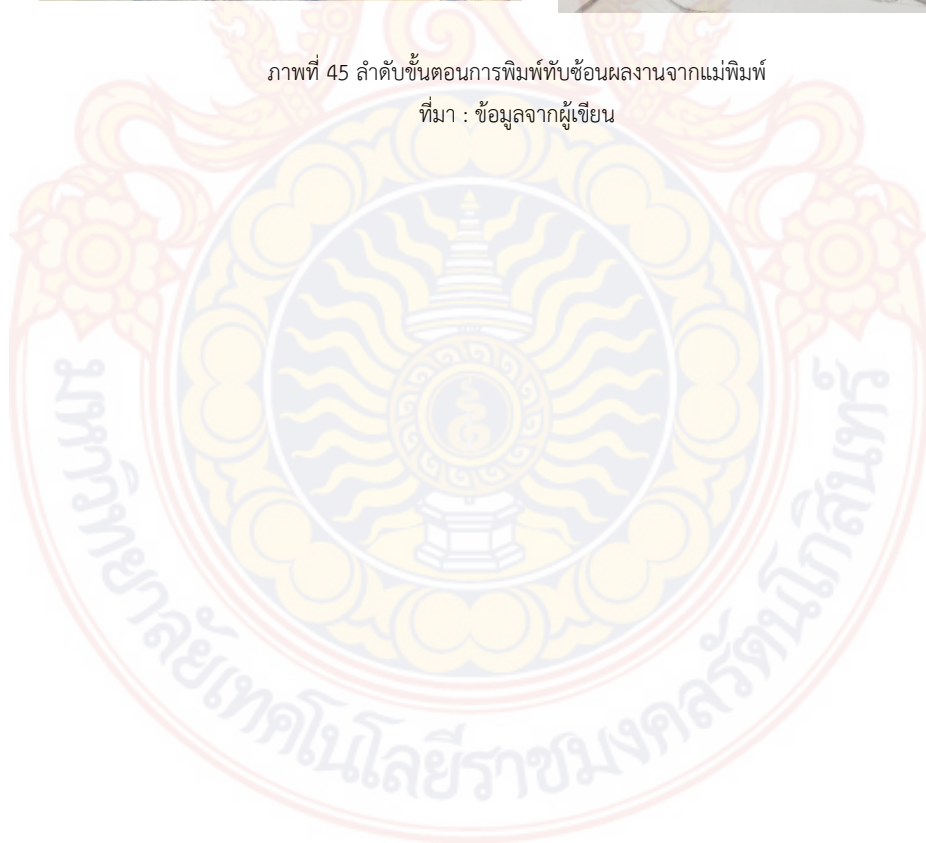 ภาพที่ 45 ลำดับขั้นตอนการพิมพ์ทับซ้อนผลงานจากแม่พิมพ์
ที่มา : ข้อมูลจากผู้เขียน
มหาวิทยาลัยเทคโนโลยีราชมงคลรัตนโกสินทร์